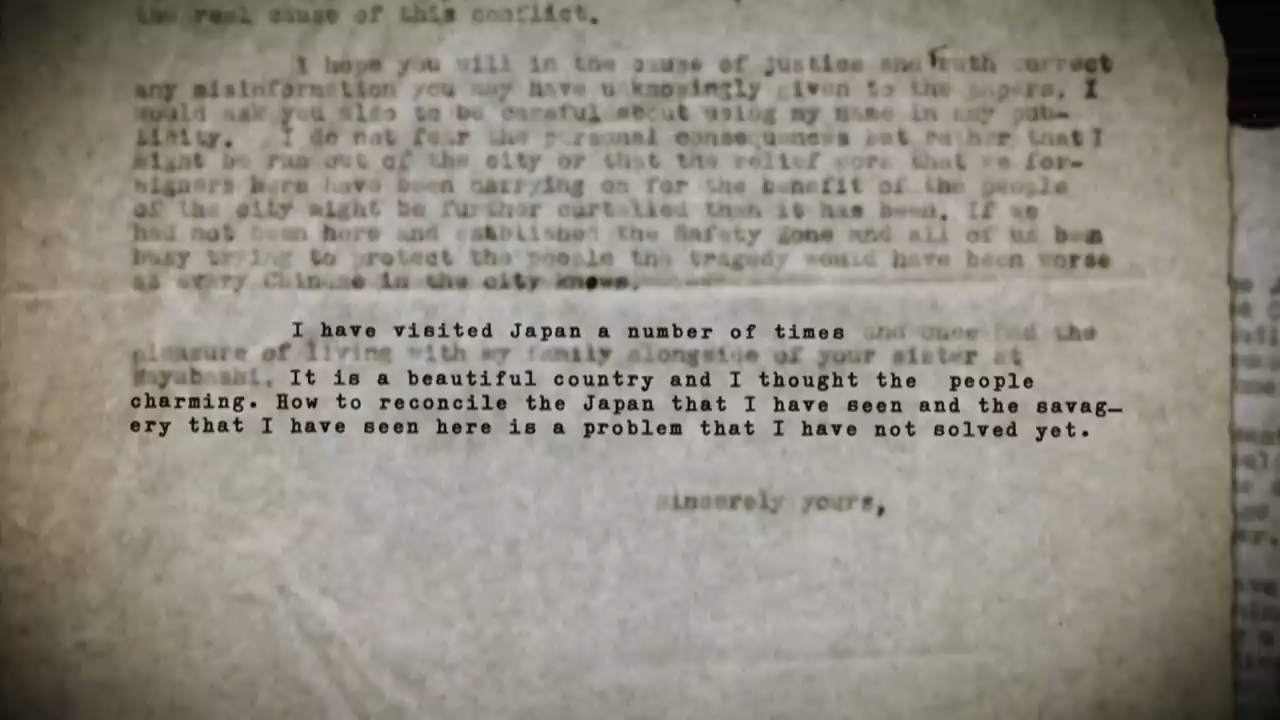 the real cause of this conflict.
I hope you will in the cause of justice and truth correct
any misinformation you may have unknowingly given to the papers. I
would ask you also to be careful about using my name in any pub-
licity. I do not fear the personal consequences but rather that I
might be run out of the city or that the relief work that we for-
eigners here have been carrying on for the benefit of the people
of the city might be further curtailed than it has been. If we
had not been here and established the Safety Zone and all of us been
busy trying to protect the people the tragedy would have been worse
as every Chinese in the city knows.
I have visited Japan a number of times and once had the
pleasure of living with my family alongside of your sister at
It is a beautiful country and I thought the people
charming. How to reconcile the Japan that I have seen and the savag-
ery that I have seen here is a problem that I have not solved yet.
Sincerely yours,